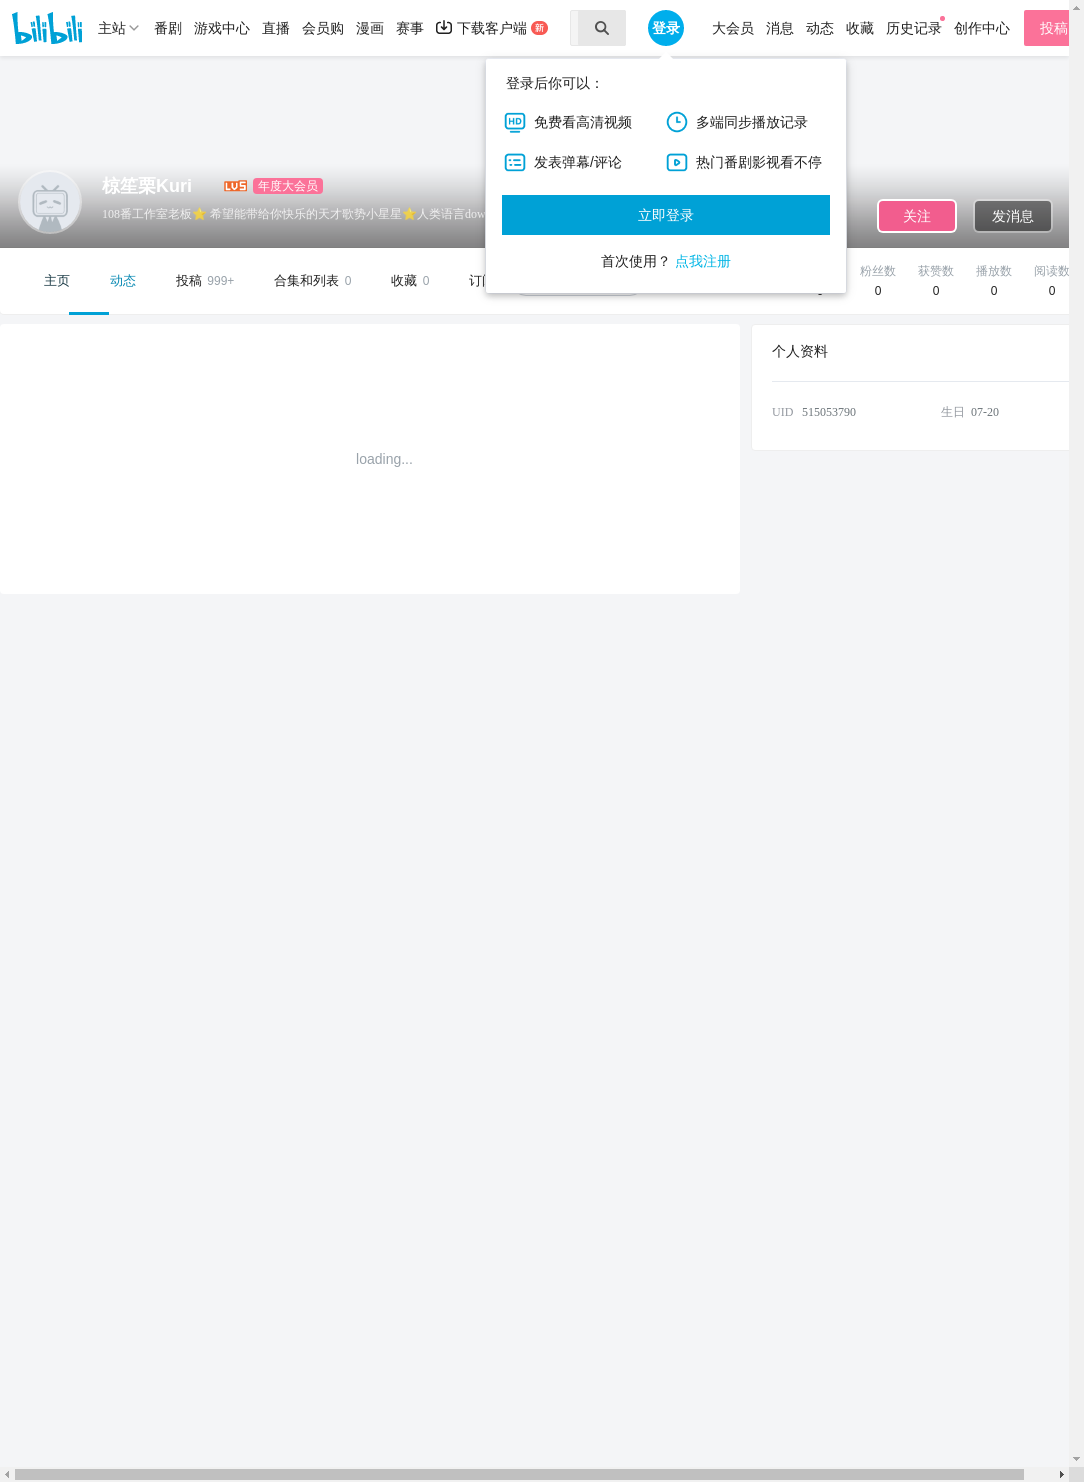 bilibili 主站 番剧 游戏中心 直播 会员购 漫画 赛事 下载客户端 新 登录 大会员 消息 动态 收藏 历史记录 创作中心 投稿
登录后你可以：
HD 免费看高清视频 多端同步播放记录
发表弹幕/评论 热门番剧影视看不停
立即登录
首次使用？ 点我注册
椋笙栗Kuri LV5 年度大会员
108番工作室老板🌟 希望能带给你快乐的天才歌势小星星🌟人类语言dow
关注 发消息
主页 动态 投稿 999+ 合集和列表 0 收藏 0
粉丝数 获赞数 播放数 阅读数
0 0 0 0
loading...
个人资料
UID 515053790 生日 07-20